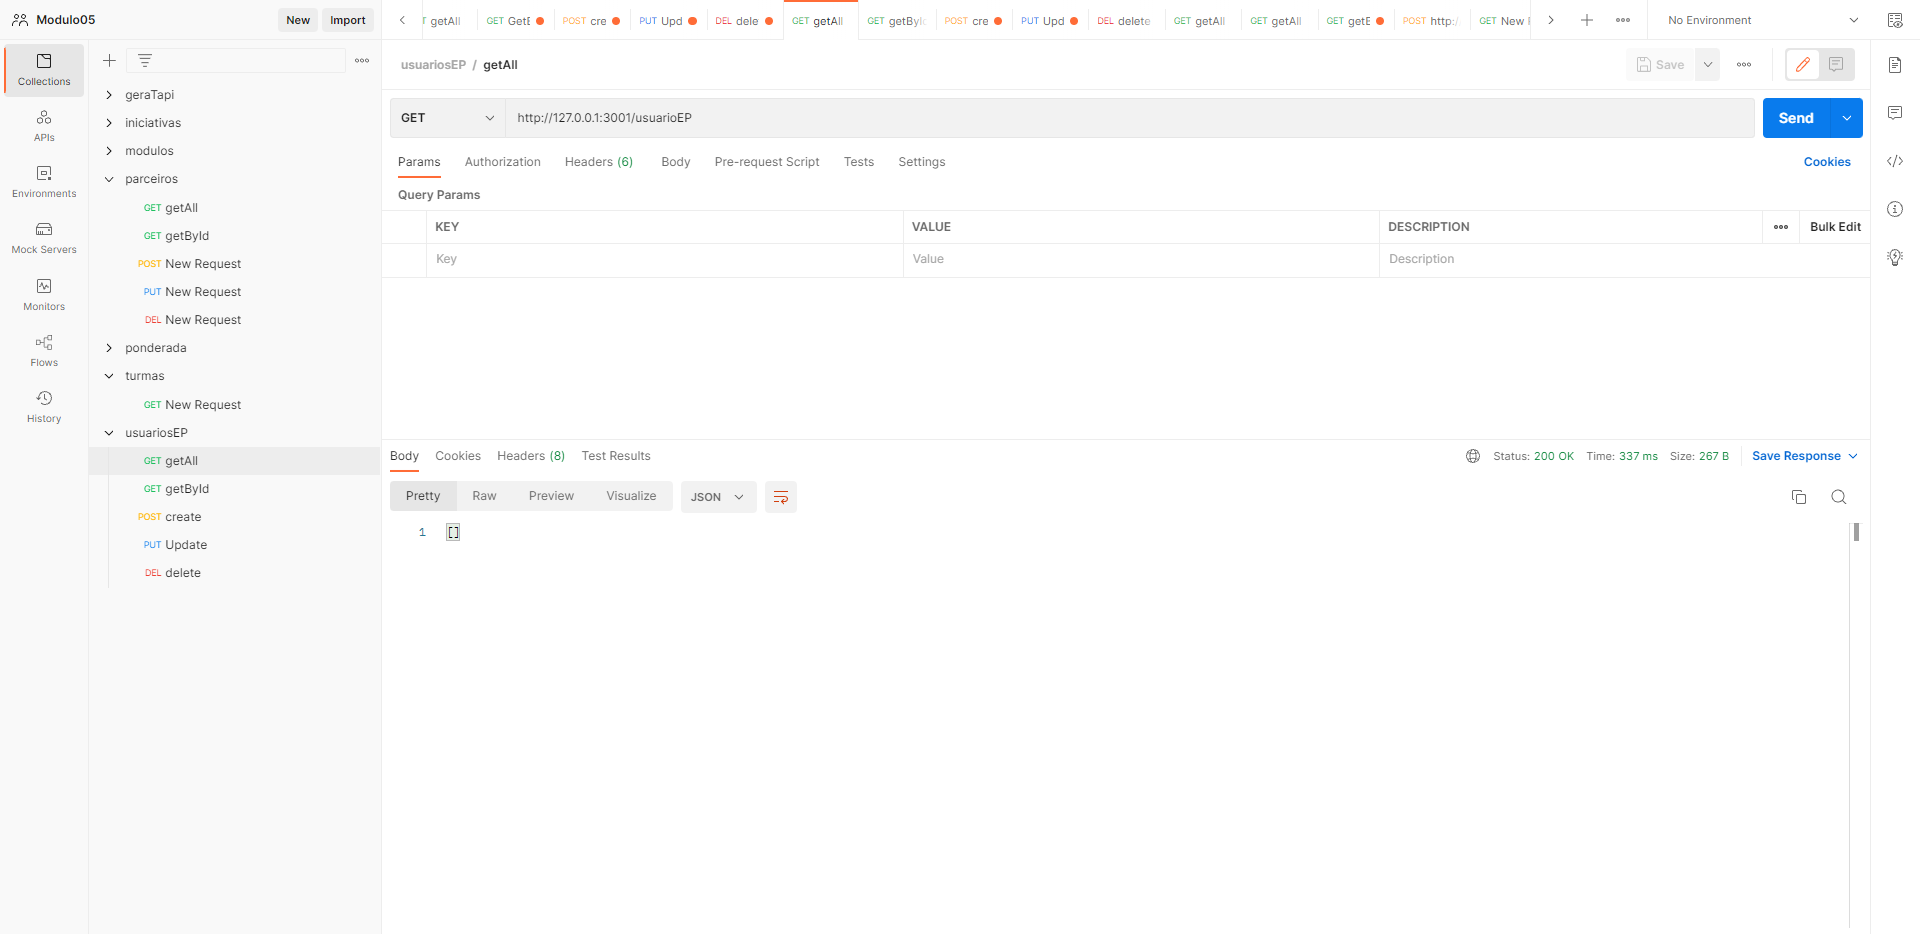 Modulo05 New Import
getAll GET GetE POST cre PUT Upd DEL dele GET getAll GET getById POST cre PUT Upd DEL delete GET getAll GET getAll GET getE POST http:/ GET New No Environment
Collections
APIs
Environments
Mock Servers
Monitors
Flows
History
geraTapi
iniciativas
modulos
parceiros
GET getAll
GET getById
POST New Request
PUT New Request
DEL New Request
ponderada
turmas
GET New Request
usuariosEP
GET getAll
GET getById
POST create
PUT Update
DEL delete
usuariosEP / getAll Save
GET http://127.0.0.1:3001/usuarioEP Send
Params Authorization Headers (6) Body Pre-request Script Tests Settings Cookies
Query Params
KEY VALUE DESCRIPTION Bulk Edit
Key Value Description
Body Cookies Headers (8) Test Results Status: 200 OK Time: 337 ms Size: 267 B Save Response
Pretty Raw Preview Visualize JSON
1 []